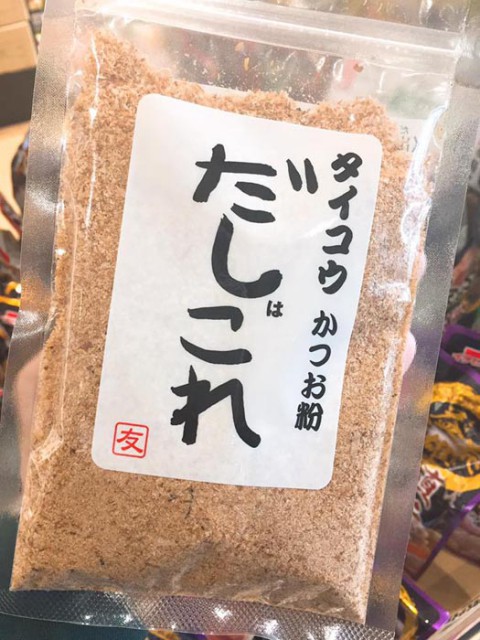 タイコウ かつお粉
だしはこれ
友